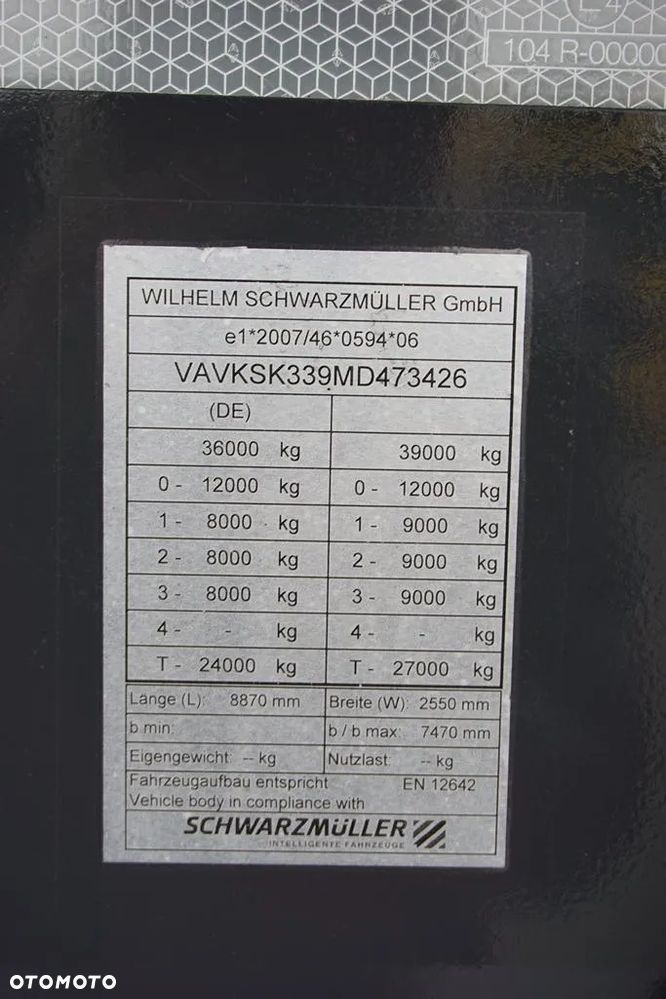 E4
104 R-00000
WILHELM SCHWARZMÜLLER GmbH
e1*2007/46*0594*06
VAVKSK339MD473426
(DE)
36000 kg 39000 kg
0 - 12000 kg 0 - 12000 kg
1 - 8000 kg 1 - 9000 kg
2 - 8000 kg 2 - 9000 kg
3 - 8000 kg 3 - 9000 kg
4 - - kg 4 - - kg
T - 24000 kg T - 27000 kg
Länge (L): 8870 mm Breite (W): 2550 mm
b min: b / b max: 7470 mm
Eigengewicht: -- kg Nutzlast: -- kg
Fahrzeugaufbau entspricht EN 12642
Vehicle body in compliance with
SCHWARZMÜLLER
INTELLIGENTE FAHRZEUGE
OTOMOTO